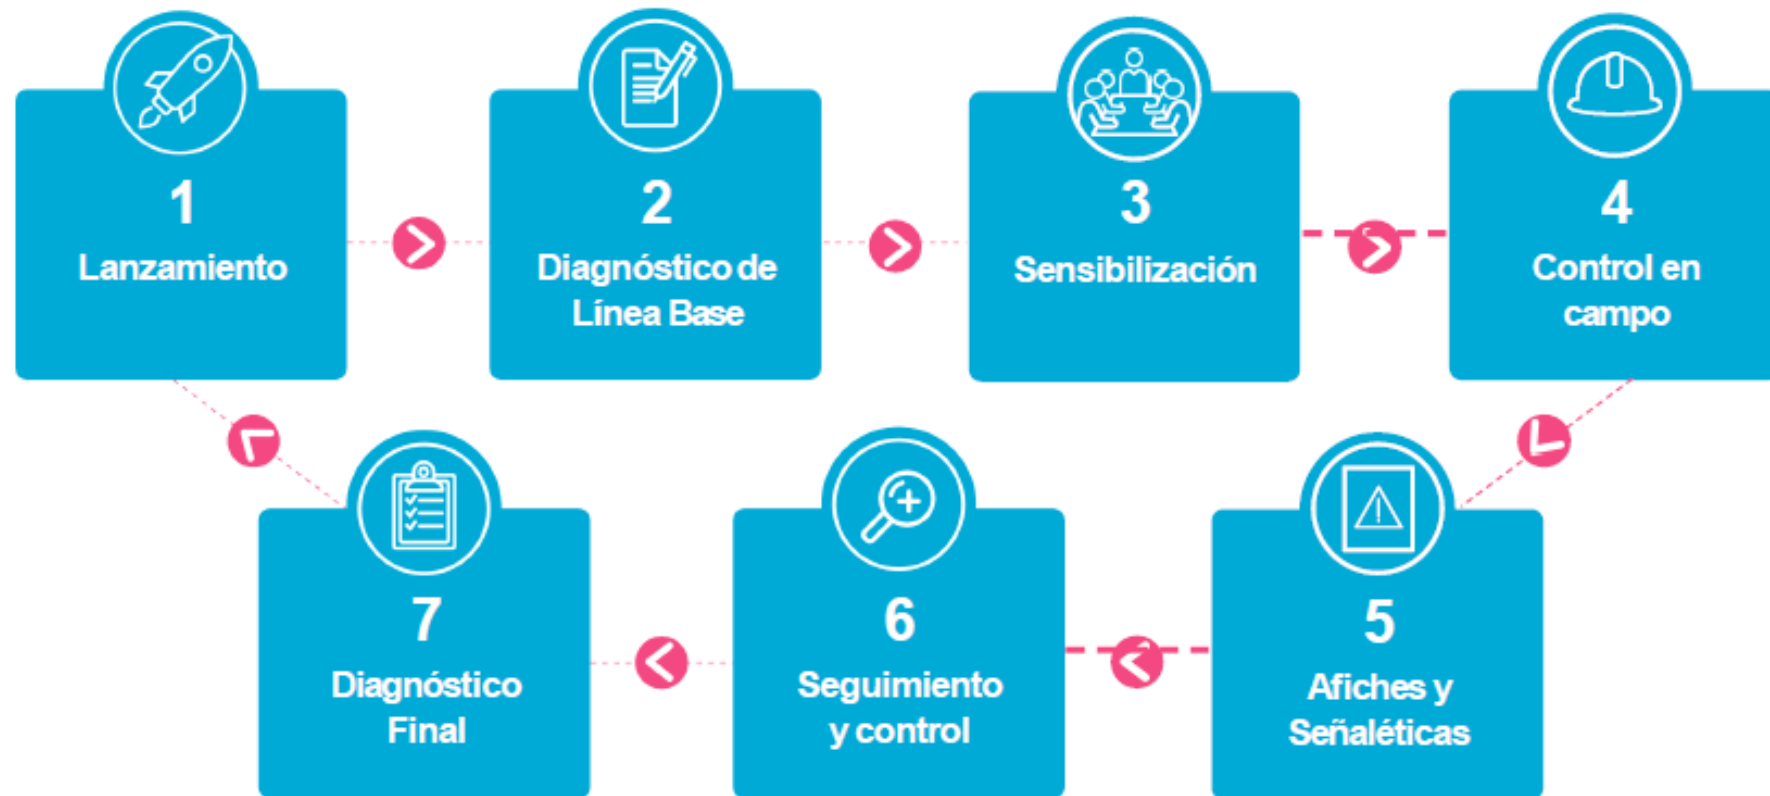 1
Lanzamiento
2
Diagnóstico de
Línea Base
3
Sensibilización
4
Control en
campo
5
Afiches y
Señaléticas
6
Seguimiento
y control
7
Diagnóstico
Final